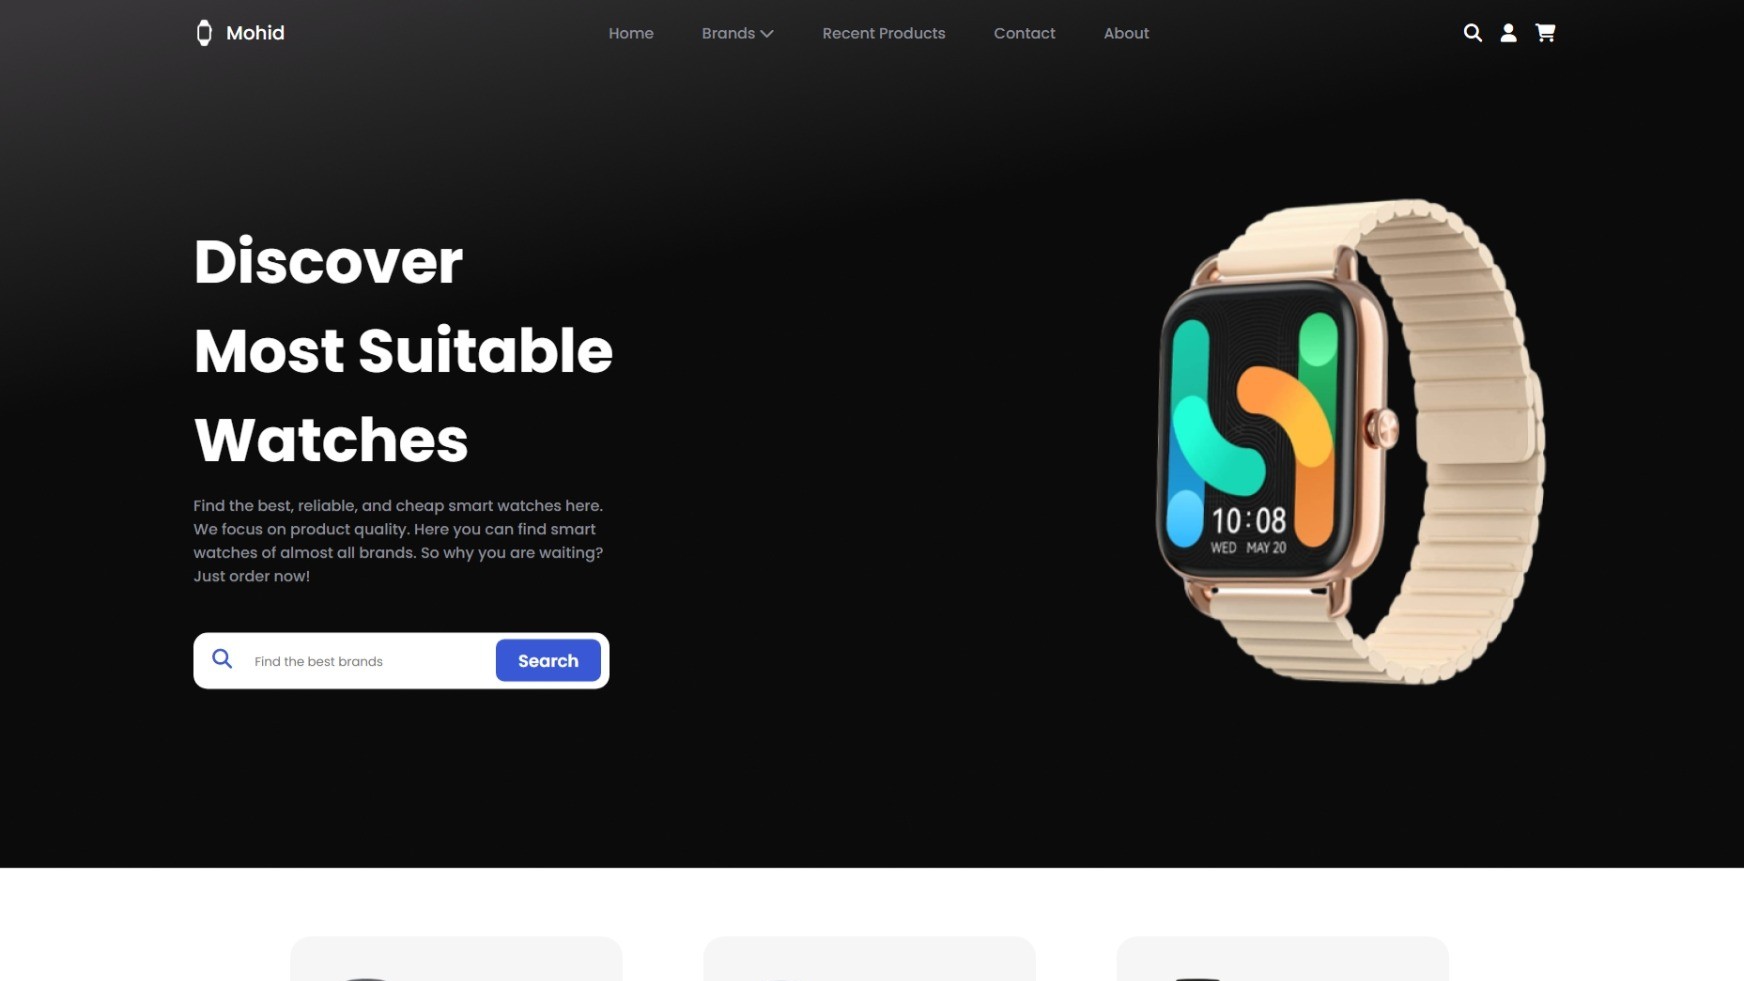 Mohid
Home
Brands
Recent Products
Contact
About
Discover
Most Suitable
Watches
Find the best, reliable, and cheap smart watches here.
We focus on product quality. Here you can find smart
watches of almost all brands. So why you are waiting?
Just order now!
Find the best brands
Search
10:08
WED MAY 20